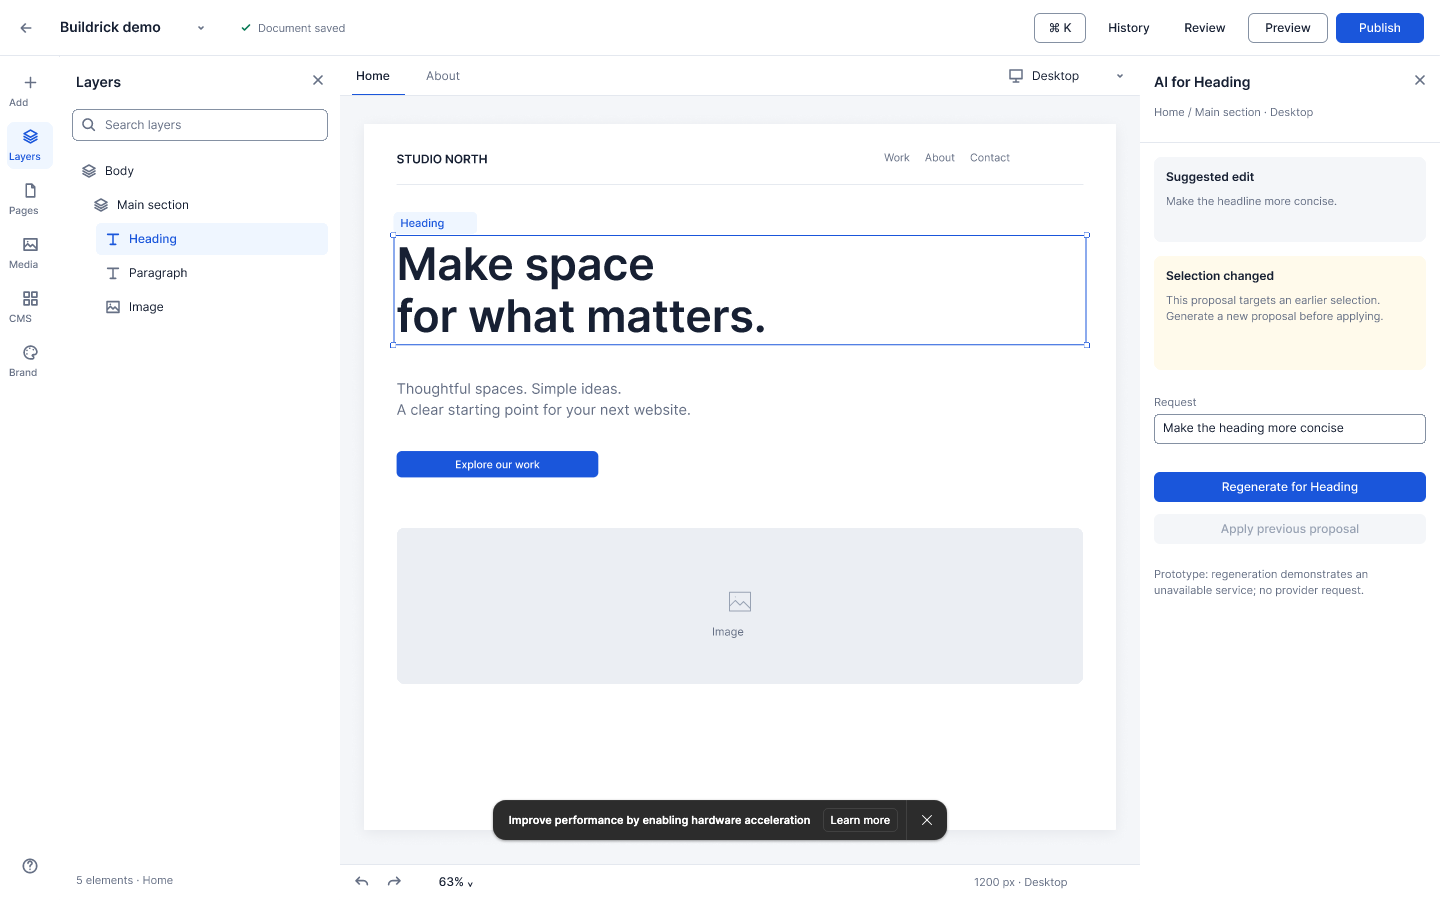 Buildrick demo
Document saved
⌘ K
History
Review
Preview
Publish
Add
Layers
Pages
Media
CMS
Brand
Layers
Search layers
Body
Main section
Heading
Paragraph
Image
5 elements · Home
Home
About
Desktop
STUDIO NORTH
Work
About
Contact
Heading
Make space
for what matters.
Thoughtful spaces. Simple ideas.
A clear starting point for your next website.
Explore our work
Image
Improve performance by enabling hardware acceleration
Learn more
63%
1200 px · Desktop
AI for Heading
Home / Main section · Desktop
Suggested edit
Make the headline more concise.
Selection changed
This proposal targets an earlier selection.
Generate a new proposal before applying.
Request
Make the heading more concise
Regenerate for Heading
Apply previous proposal
Prototype: regeneration demonstrates an
unavailable service; no provider request.